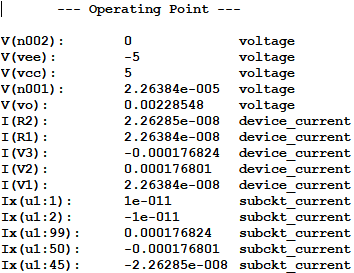 --- Operating Point ---
V(n002): 0 voltage
V(vee): -5 voltage
V(vcc): 5 voltage
V(n001): 2.26384e-005 voltage
V(vo): 0.00228548 voltage
I(R2): 2.26285e-008 device_current
I(R1): 2.26384e-008 device_current
I(V3): -0.000176824 device_current
I(V2): 0.000176801 device_current
I(V1): 2.26384e-008 device_current
Ix(u1:1): 1e-011 subckt_current
Ix(u1:2): -1e-011 subckt_current
Ix(u1:99): 0.000176824 subckt_current
Ix(u1:50): -0.000176801 subckt_current
Ix(u1:45): -2.26285e-008 subckt_current